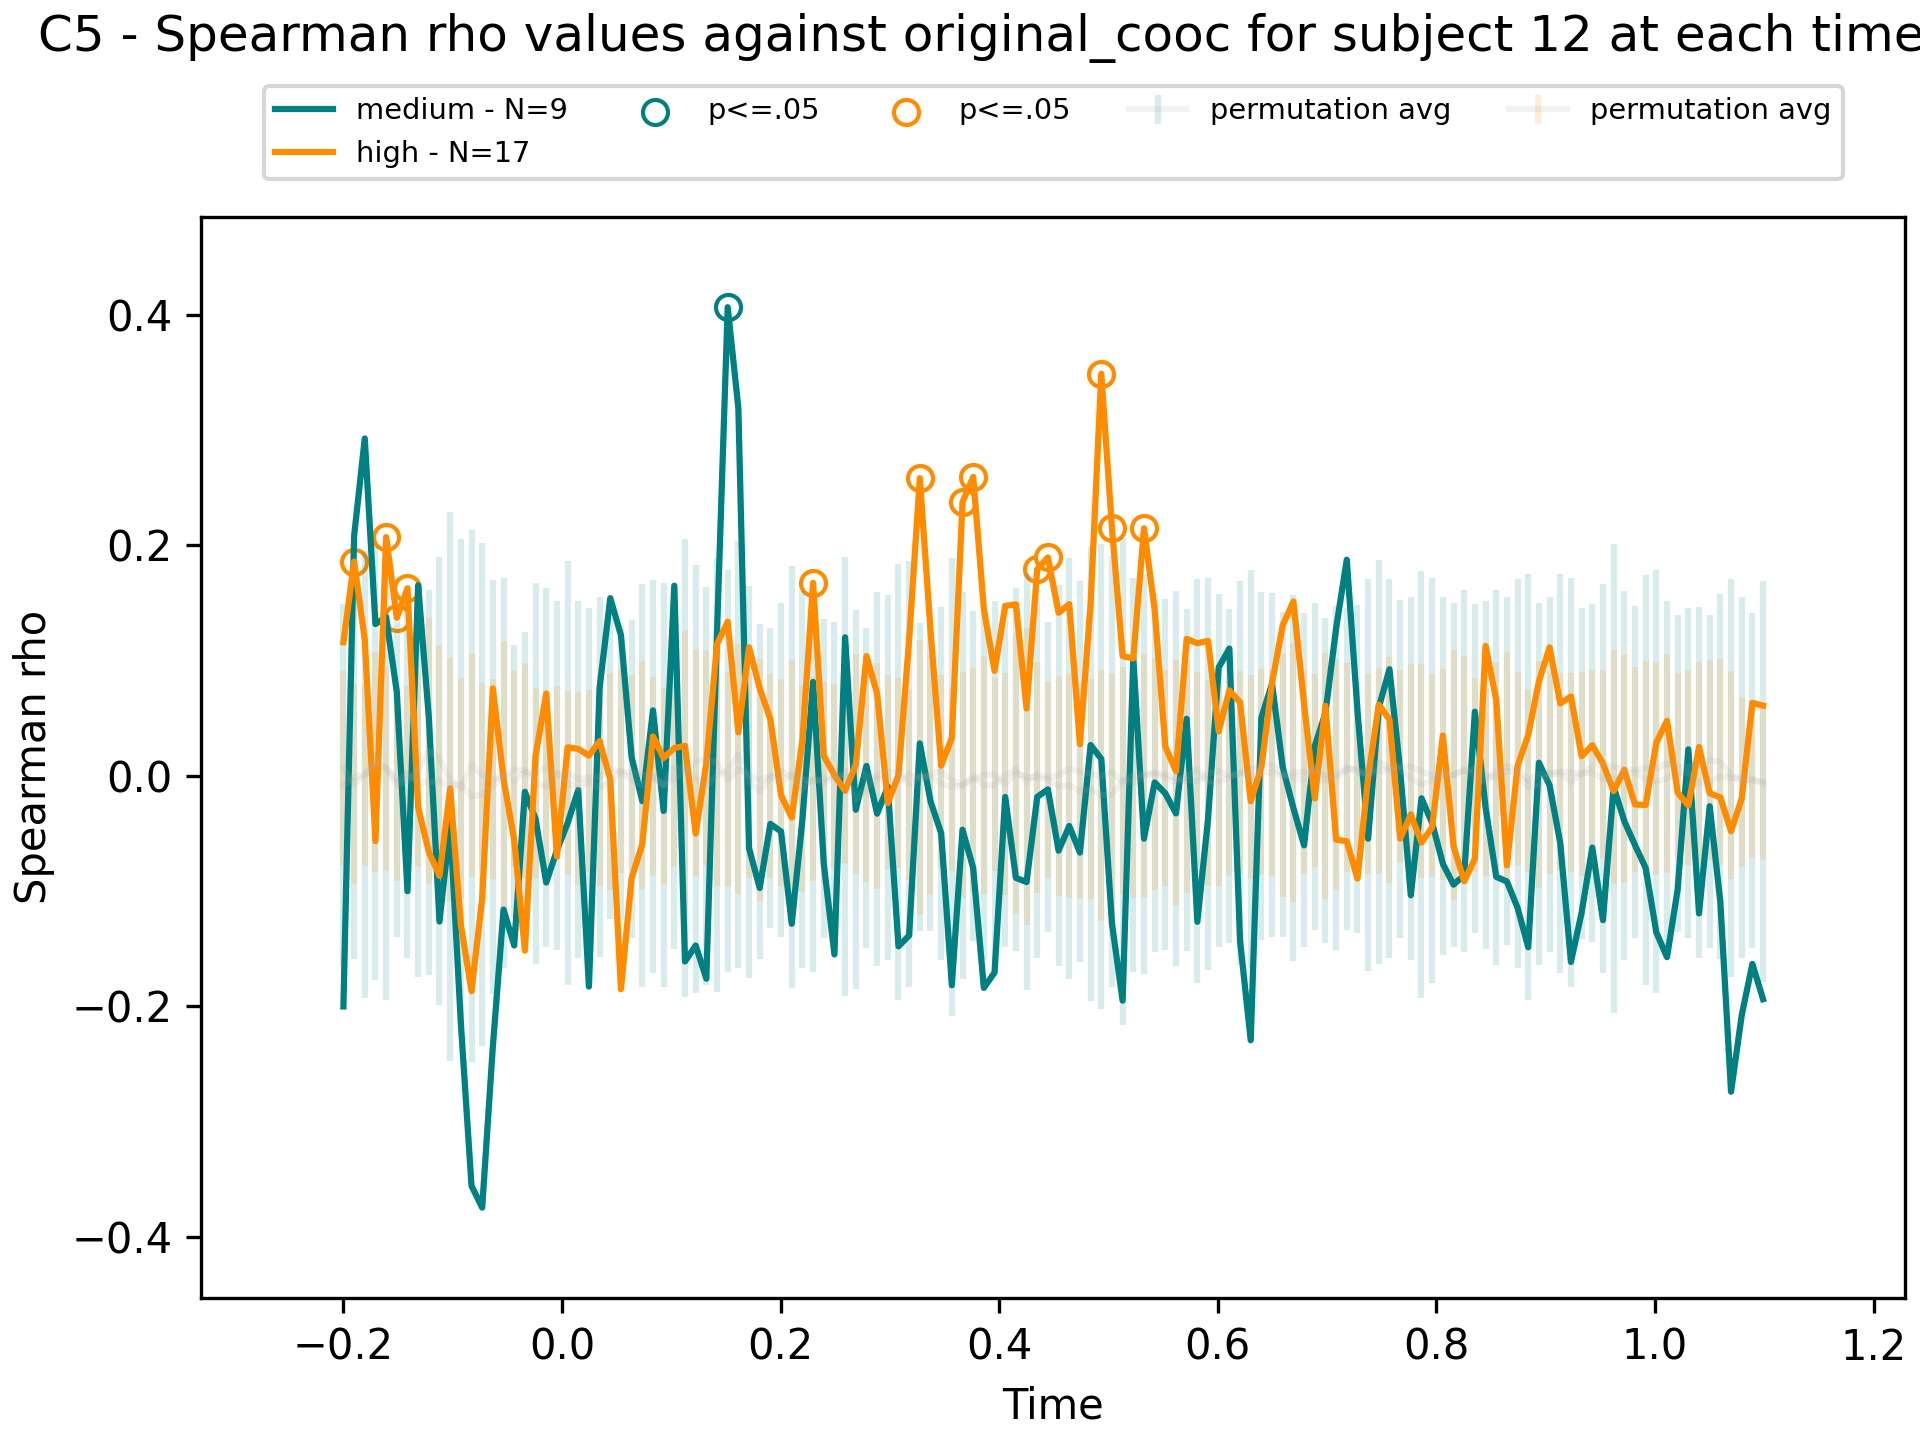 C5 - Spearman rho values against original_cooc for subject 12 at each time
medium - N=9
high - N=17
p<=.05
p<=.05
permutation avg
permutation avg
Spearman rho
0.4
0.2
0.0
−0.2
−0.4
−0.2 0.0 0.2 0.4 0.6 0.8 1.0 1.2
Time